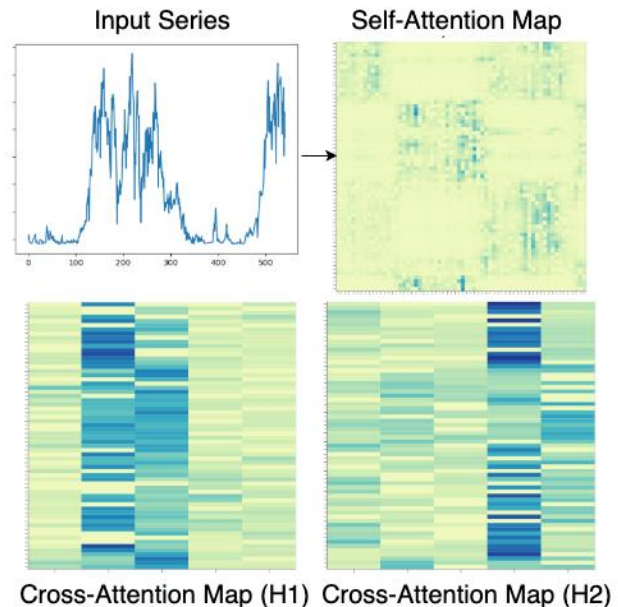 Input Series
Self-Attention Map
0 100 200 300 400 500
Cross-Attention Map (H1)
Cross-Attention Map (H2)